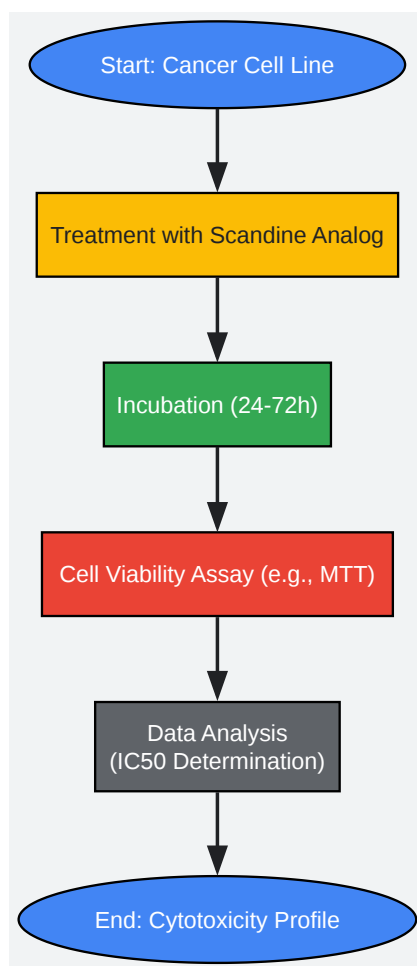 Start: Cancer Cell Line
Treatment with Scandine Analog
Incubation (24-72h)
Cell Viability Assay (e.g., MTT)
Data Analysis
(IC50 Determination)
End: Cytotoxicity Profile